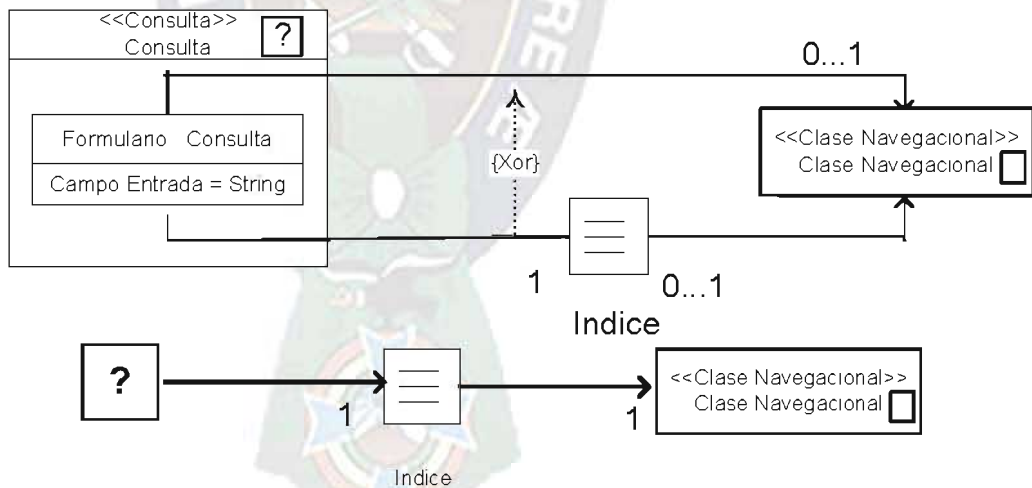 <<Consulta>>
Consulta
?
0...1
Formulario Consulta
Campo Entrada = String
{Xor}
<<Clase Navegacional>>
Clase Navegacional
1
0...1
Indice
?
1
1
<<Clase Navegacional>>
Clase Navegacional
Indice